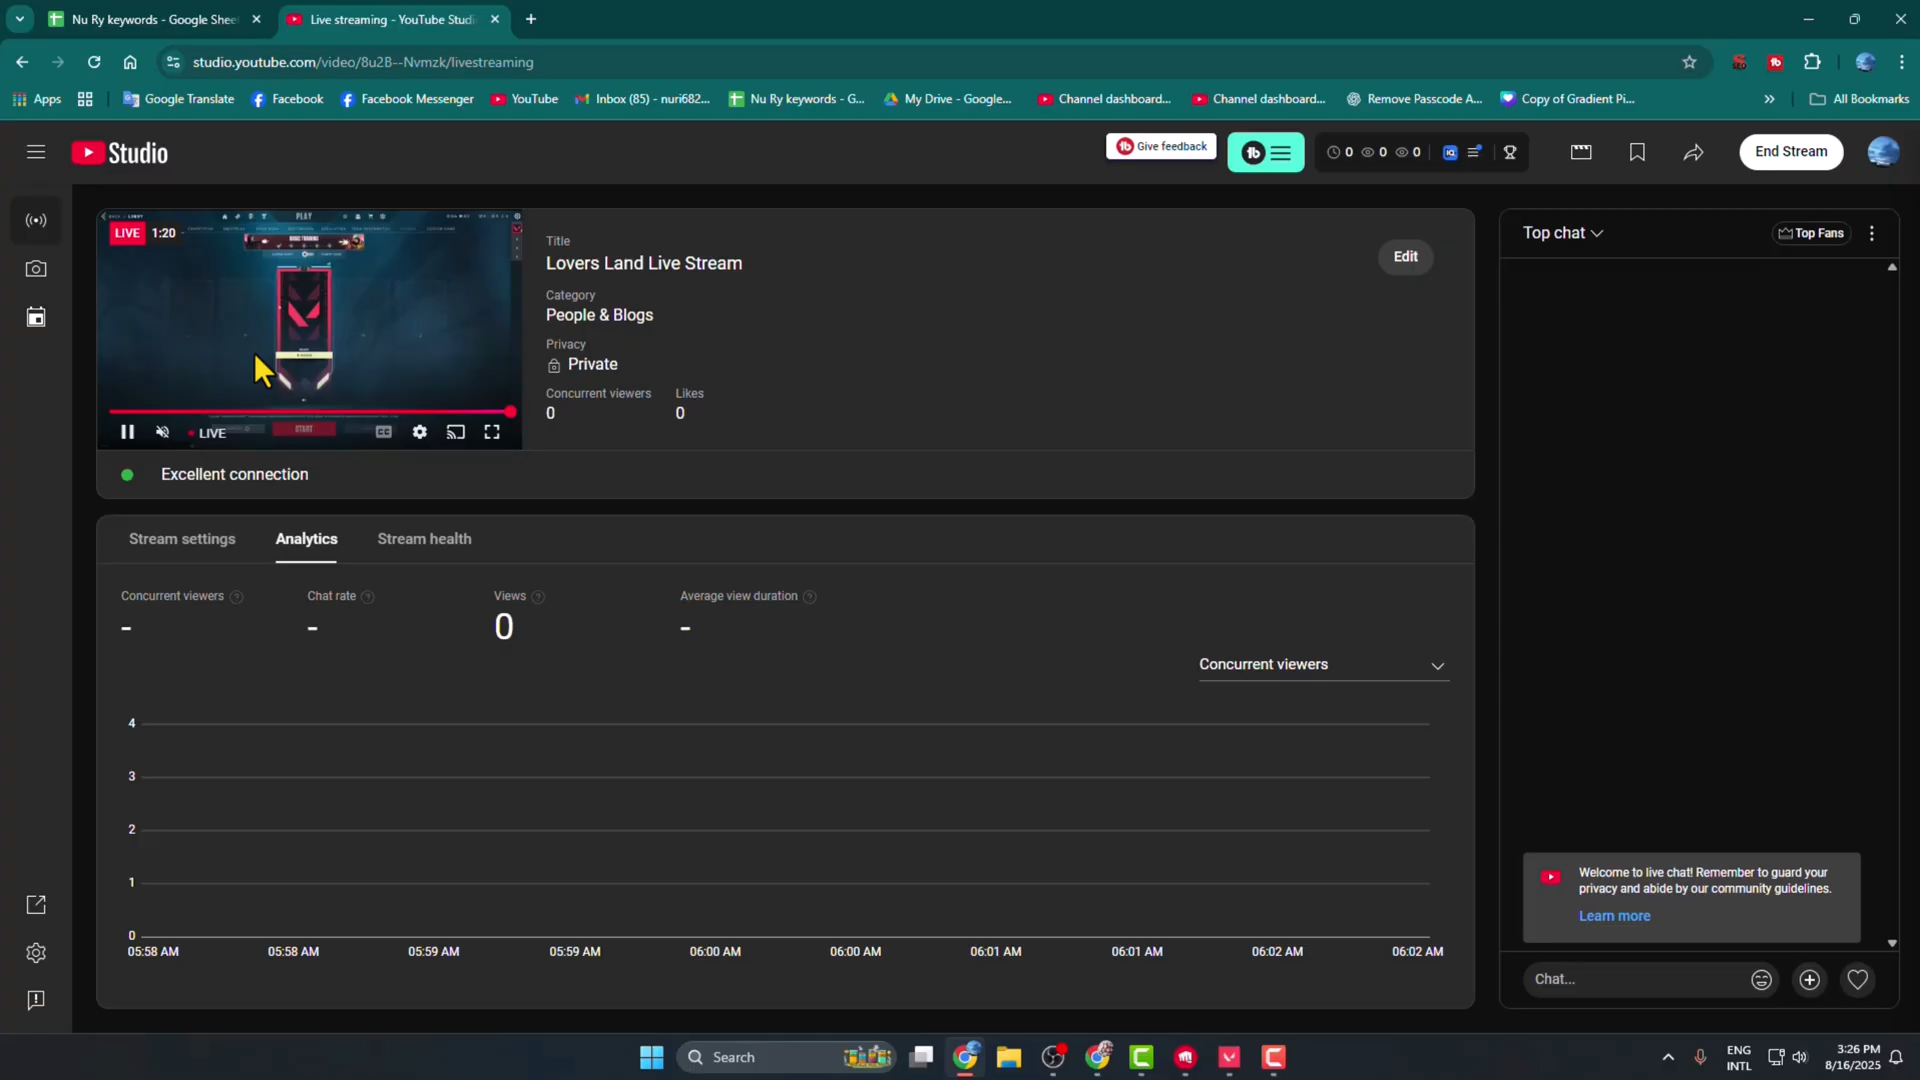 Nu Ry keywords - Google Shee
Live streaming - YouTube Studi
studio.youtube.com/video/8u2B--Nvmzk/livestreaming
Apps
Google Translate
Facebook
Facebook Messenger
YouTube
Inbox (85) - nuri682...
Nu Ry keywords - G...
My Drive - Google...
Channel dashboard...
Channel dashboard...
Remove Passcode A...
Copy of Gradient Pi...
All Bookmarks
Studio
Give feedback
0
0
0
End Stream
PLAY
LIVE 1:20
START
LIVE
CC
Title
Lovers Land Live Stream
Edit
Category
People & Blogs
Privacy
Private
Concurrent viewers
Likes
0
0
Excellent connection
Top chat
Top Fans
Stream settings
Analytics
Stream health
Concurrent viewers
Chat rate
Views
Average view duration
-
-
0
-
Concurrent viewers
4
3
2
1
0
05:58 AM
05:58 AM
05:59 AM
05:59 AM
06:00 AM
06:00 AM
06:01 AM
06:01 AM
06:02 AM
06:02 AM
Welcome to live chat! Remember to guard your
privacy and abide by our community guidelines.
Learn more
Chat...
Search
ENG
INTL
3:26 PM
8/16/2025